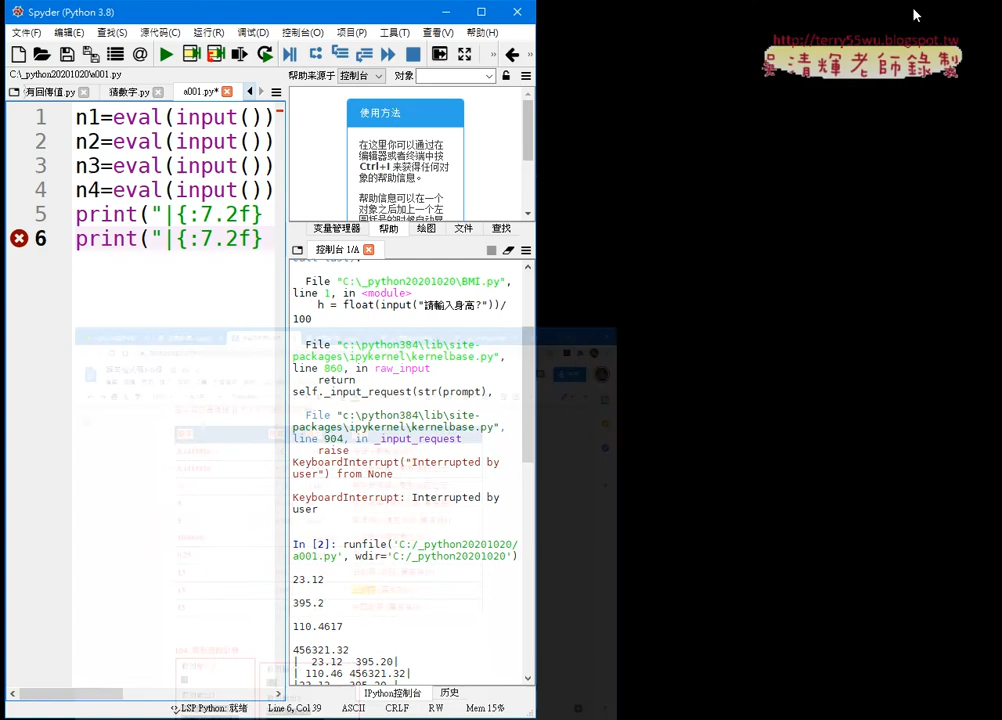 Spyder (Python 3.8)
文件(F) 编辑(E) 查找(S) 源代码(C) 运行(R) 调试(D) 控制台(O) 项目(P) 工具(T) 查看(V) 帮助(H)
http://terry55wu.blogspot.tw
吳清輝老師錄製
C:\_python20201020\a001.py
帮助来源于 控制台 对象
有回傳值.py 猜數字.py a001.py*
1 n1=eval(input())
2 n2=eval(input())
3 n3=eval(input())
4 n4=eval(input())
5 print("|{:7.2f}
6 print("|{:7.2f}
使用方法
在这里你可以通过在
编辑器或者终端中按
Ctrl+I 来获得任何对
象的帮助信息。
帮助信息可以在一个
对象之后加上一个左
变量管理器 帮助 绘图 文件 查找
控制台 1/A
File "C:\_python20201020\BMI.py",
line 1, in <module>
h = float(input("請輸入身高?"))/
100
File "c:\python384\lib\site-
packages\ipykernel\kernelbase.py",
line 860, in raw_input
return
self._input_request(str(prompt),
File "c:\python384\lib\site-
packages\ipykernel\kernelbase.py",
line 904, in _input_request
raise
KeyboardInterrupt("Interrupted by
user") from None
KeyboardInterrupt: Interrupted by
user
In [2]: runfile('C:/_python20201020/
a001.py', wdir='C:/_python20201020')
23.12
395.2
110.4617
456321.32
|  23.12  395.20|
| 110.46 456321.32|
IPython控制台 历史
LSP Python: 就绪 Line 6, Col 39 ASCII CRLF RW Mem 15%